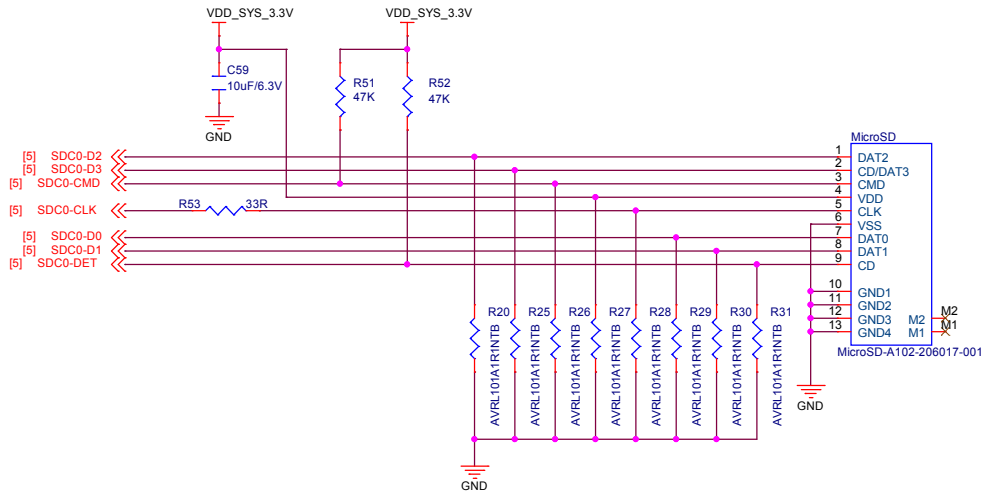 VDD_SYS_3.3V
VDD_SYS_3.3V
C59
10uF/6.3V
GND
R51
47K
R52
47K
MicroSD
[5] SDC0-D2
[5] SDC0-D3
[5] SDC0-CMD
[5] SDC0-CLK
R53 33R
[5] SDC0-D0
[5] SDC0-D1
[5] SDC0-DET
1 DAT2
2 CD/DAT3
3 CMD
4 VDD
5 CLK
6 VSS
7 DAT0
8 DAT1
9 CD
10 GND1
11 GND2
12 GND3
13 GND4
M2 M2
M1 M1
MicroSD-A102-206017-001
GND
R20
AVRL101A1R1NTB
R25
AVRL101A1R1NTB
R26
AVRL101A1R1NTB
R27
AVRL101A1R1NTB
R28
AVRL101A1R1NTB
R29
AVRL101A1R1NTB
R30
AVRL101A1R1NTB
R31
AVRL101A1R1NTB
GND